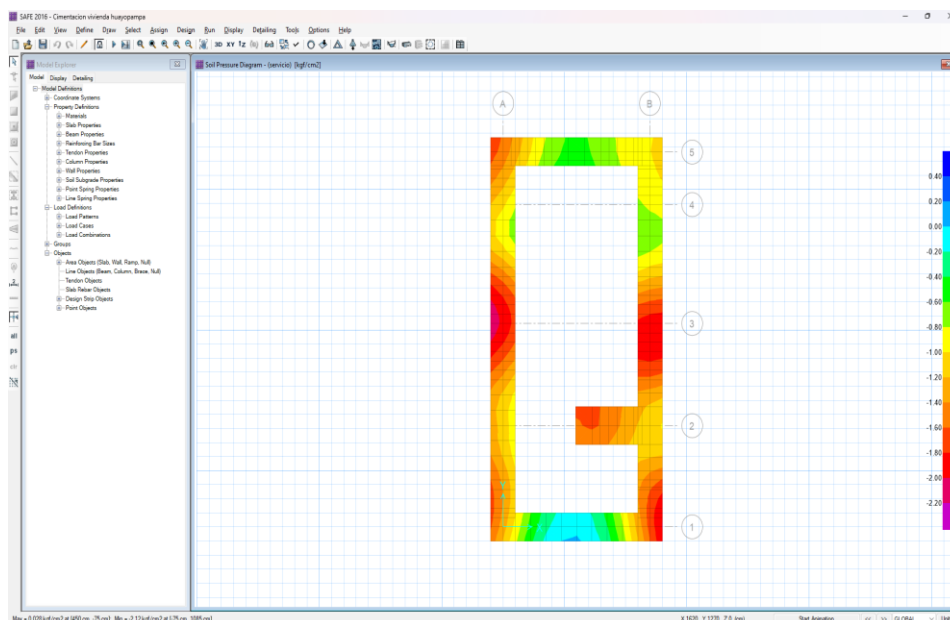 SAFE 2016 - Cimentacion vivienda huayopampa
File Edit View Define Draw Select Assign Design Run Display Detailing Tools Options Help
3D XY
Model Explorer
Model Display Detailing
Model Definitions
Coordinate Systems
Property Definitions
Materials
Slab Properties
Beam Properties
Reinforcing Bar Sizes
Tendon Properties
Column Properties
Wall Properties
Soil Subgrade Properties
Point Spring Properties
Line Spring Properties
Load Definitions
Load Patterns
Load Cases
Load Combinations
Groups
Objects
Area Objects (Slab, Wall, Ramp, Null)
Line Objects (Beam, Column, Brace, Null)
Tendon Objects
Slab Rebar Objects
Design Strip Objects
Point Objects
all
ps
clr
Soil Pressure Diagram - (servicio) [kgf/cm2]
A
B
5
4
3
2
1
0.40
0.20
0.00
-0.20
-0.40
-0.60
-0.80
-1.00
-1.20
-1.40
-1.60
-1.80
-2.00
-2.20
Start Animation
<<
>>
GLOBAL